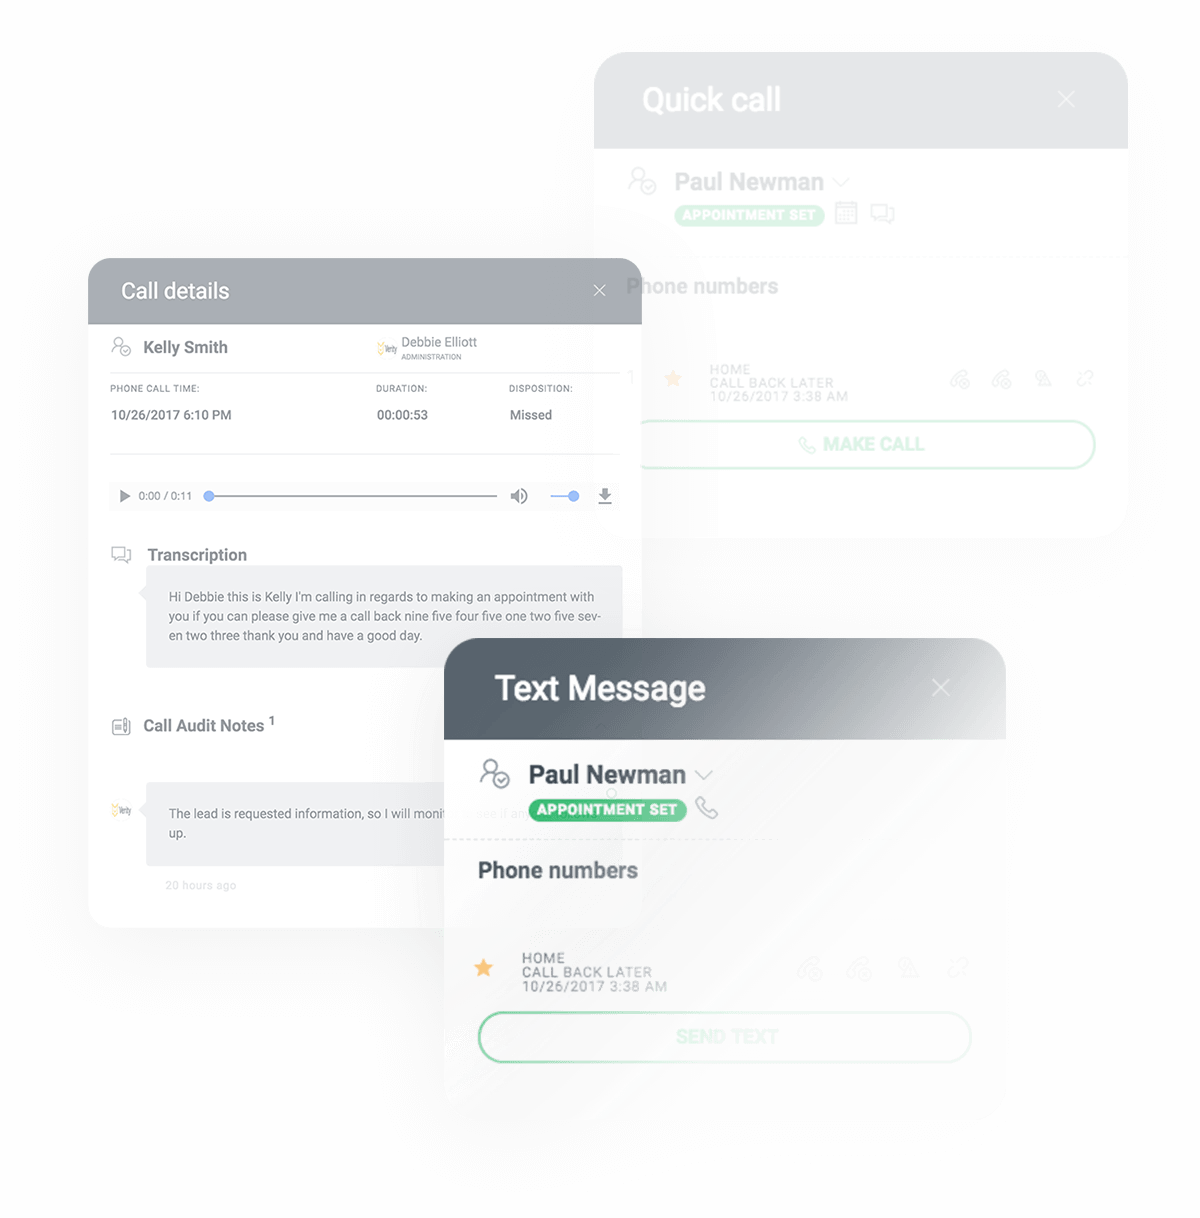 Quick call
Paul Newman
APPOINTMENT SET
Phone numbers
1
HOME
CALL BACK LATER
10/26/2017 3:38 AM
MAKE CALL
Call details
Kelly Smith
Verity
Debbie Elliott
ADMINISTRATION
PHONE CALL TIME:
DURATION:
DISPOSITION:
10/26/2017 6:10 PM
00:00:53
Missed
0:00 / 0:11
Transcription
Hi Debbie this is Kelly I'm calling in regards to making an appointment with
you if you can please give me a call back nine five four five one two five sev-
en two three thank you and have a good day.
Call Audit Notes 1
Verity
The lead is requested information, so I will monit
up.
20 hours ago
Text Message
Paul Newman
APPOINTMENT SET
Phone numbers
HOME
CALL BACK LATER
10/26/2017 3:38 AM
SEND TEXT